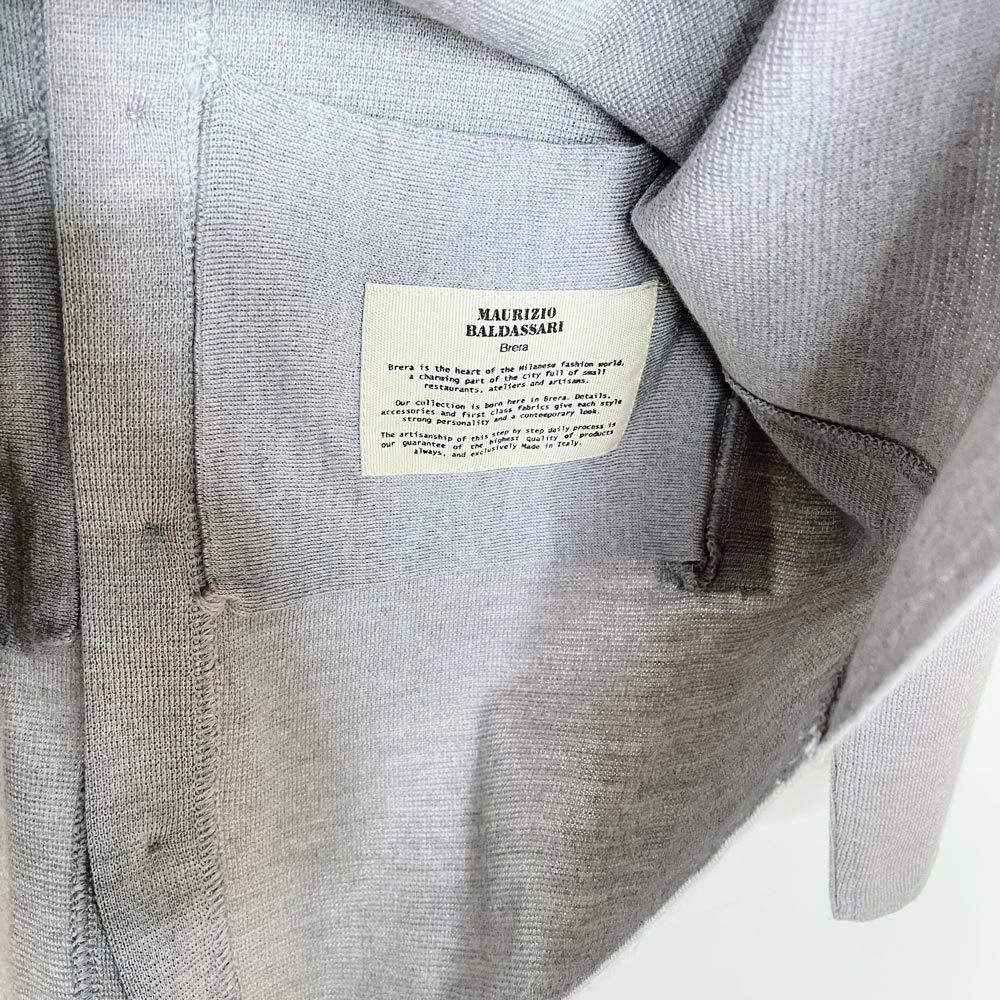 MAURIZIO
BALDASSARI
Brera
Brera is the heart of the Milanese fashion world,
a charming part of the city full of small
restaurants, ateliers and artisans.
Our collection is born here in Brera. Details,
accessories and first class fabrics give each style
strong personality and a contemporary look.
The artisanship of this step by step daily process is
our guarantee of the highest quality of products
always, and exclusively Made in Italy.